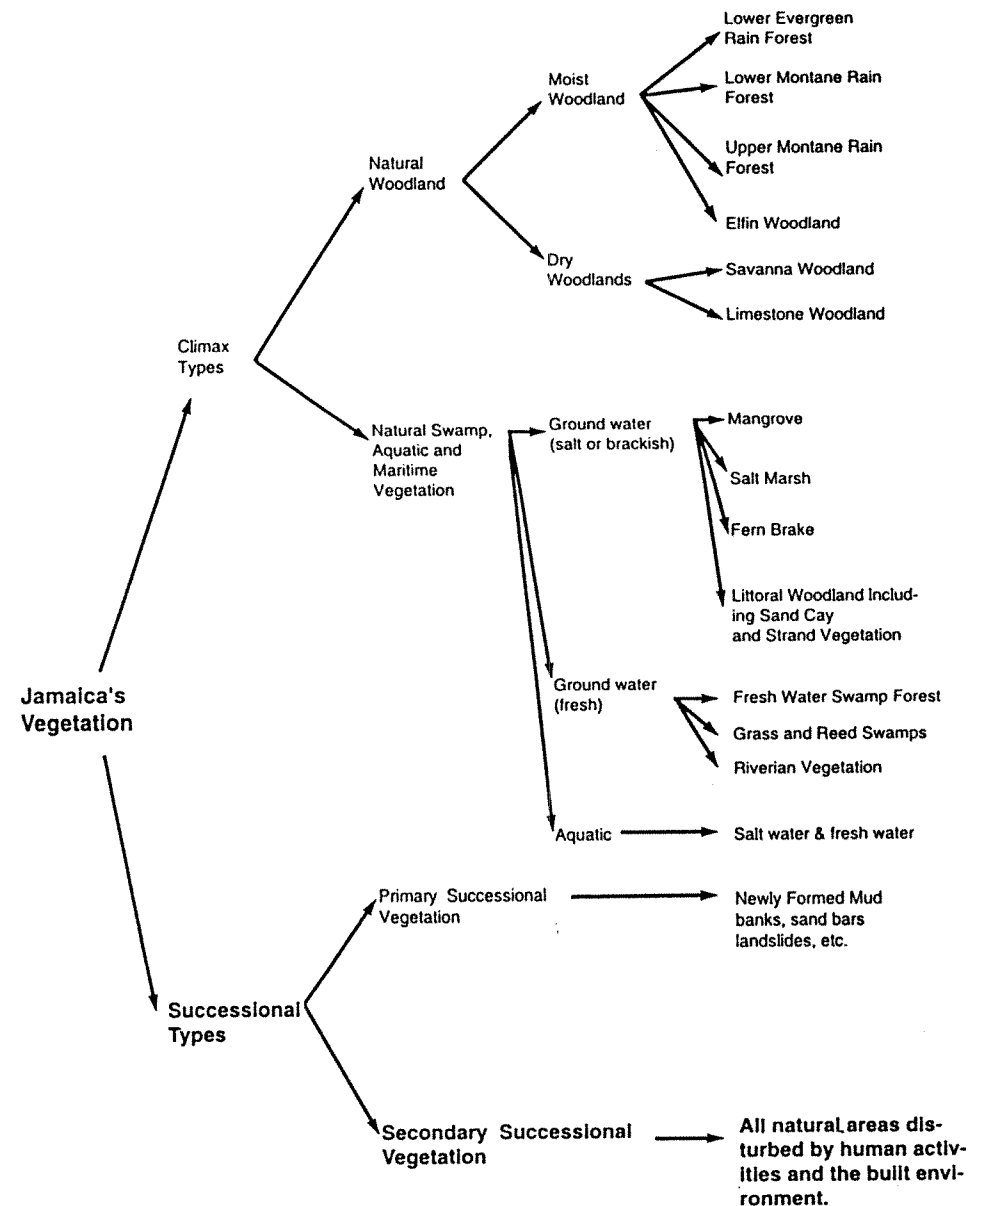 Lower Evergreen
Rain Forest
Moist
Woodland
Lower Montane Rain
Forest
Upper Montane Rain
Forest
Natural
Woodland
Elfin Woodland
Dry
Woodlands
Savanna Woodland
Limestone Woodland
Climax
Types
Natural Swamp,
Aquatic and
Maritime
Vegetation
Ground water
(salt or brackish)
Mangrove
Salt Marsh
Fern Brake
Littoral Woodland Includ-
ing Sand Cay
and Strand Vegetation
Jamaica's
Vegetation
Ground water
(fresh)
Fresh Water Swamp Forest
Grass and Reed Swamps
Riverian Vegetation
Aquatic
Salt water & fresh water
Primary Successional
Vegetation
Newly Formed Mud
banks, sand bars
landslides, etc.
Successional
Types
Secondary Successional
Vegetation
All natural areas dis-
turbed by human activ-
ities and the built envi-
ronment.